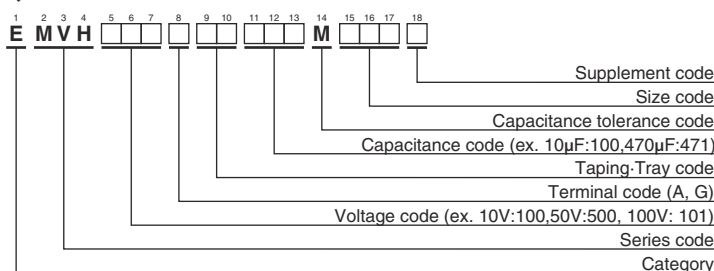 1 2 3 4 5 6 7 8 9 10 11 12 13 14 15 16 17 18
E MVH M
Supplement code
Size code
Capacitance tolerance code
Capacitance code (ex. 10µF:100,470µF:471)
Taping·Tray code
Terminal code (A, G)
Voltage code (ex. 10V:100,50V:500, 100V: 101)
Series code
Category